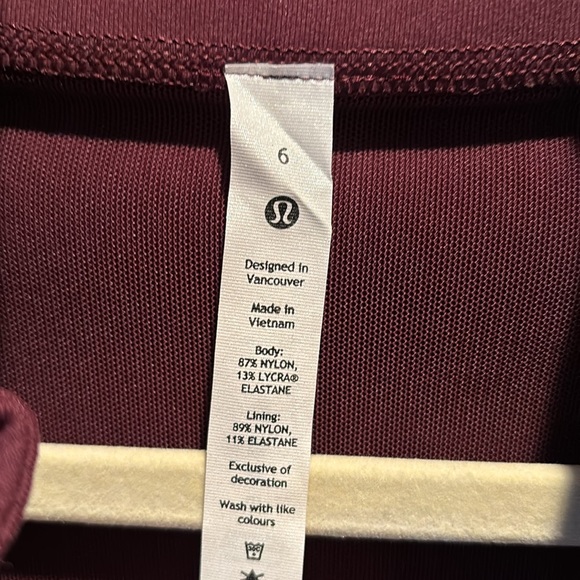 6
Designed in
Vancouver
Made in
Vietnam
Body:
87% NYLON,
13% LYCRA®
ELASTANE
Lining:
89% NYLON,
11% ELASTANE
Exclusive of
decoration
Wash with like
colours